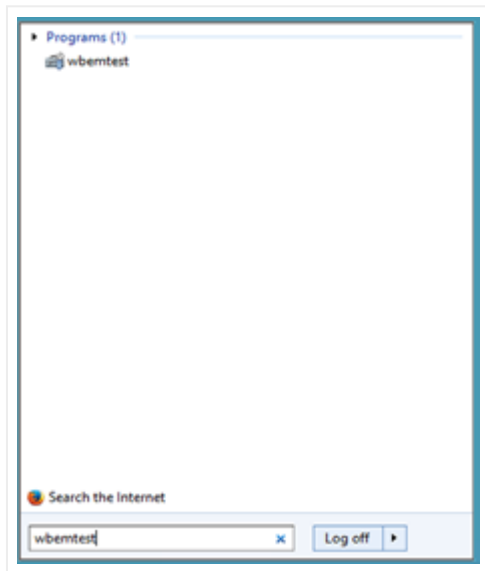 Programs (1)
wbemtest
Search the Internet
wbemtest
Log off